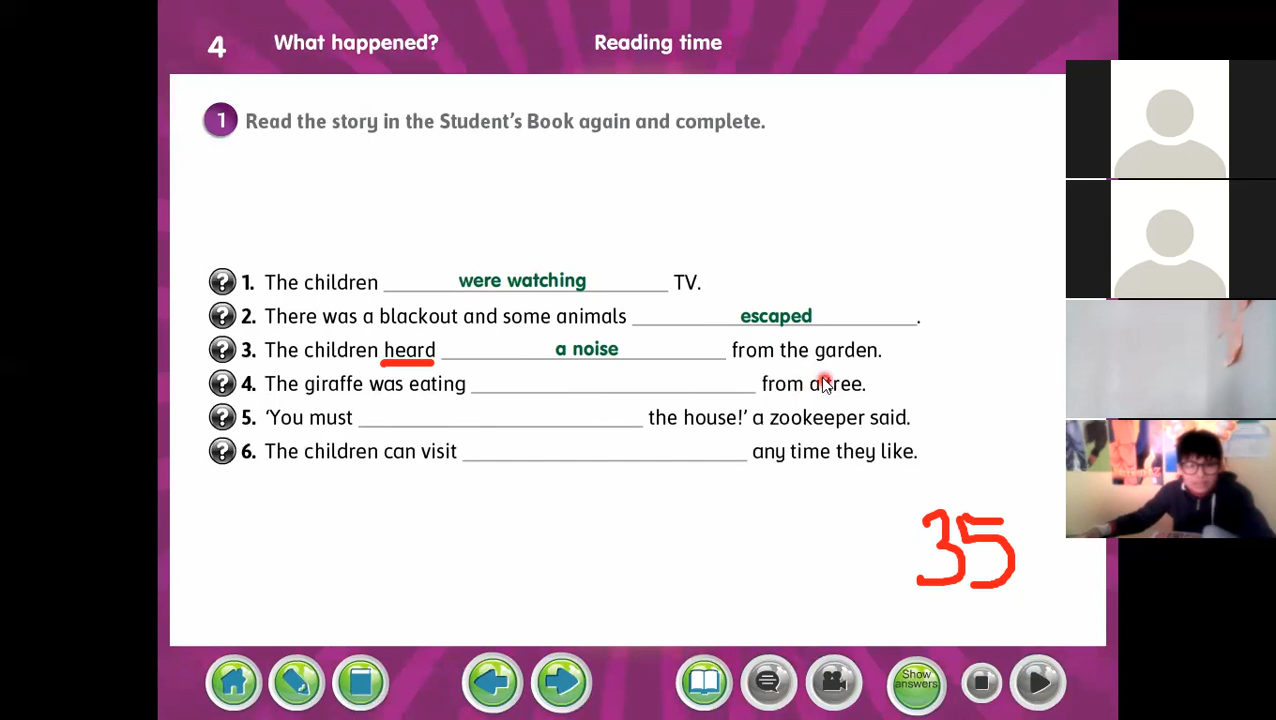 4 What happened? Reading time
1 Read the story in the Student's Book again and complete.
? 1. The children were watching TV.
? 2. There was a blackout and some animals escaped.
? 3. The children heard a noise from the garden.
? 4. The giraffe was eating ____ from a tree.
? 5. ‘You must ____ the house!’ a zookeeper said.
? 6. The children can visit ____ any time they like.
35
Show answers